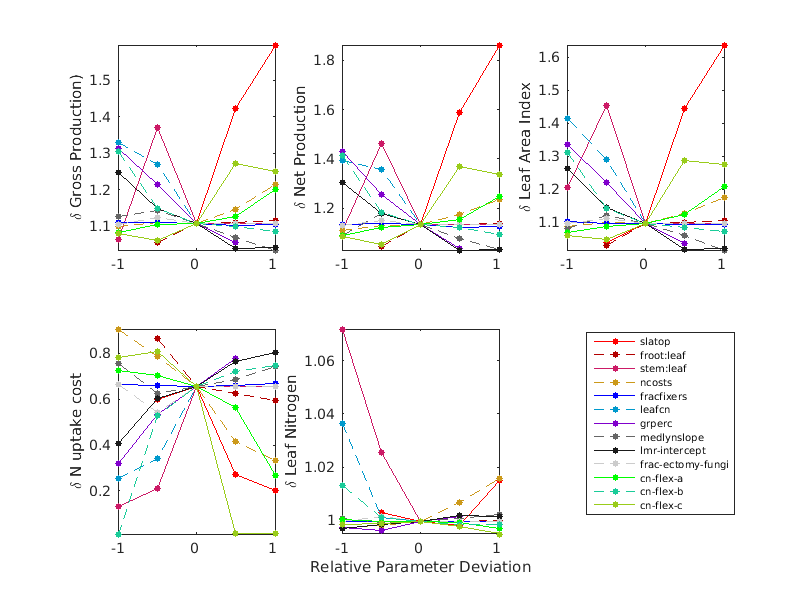 δ Gross Production)
1.5
1.4
1.3
1.2
1.1
-1 0 1
δ Net Production
1.8
1.6
1.4
1.2
-1 0 1
δ Leaf Area Index
1.6
1.5
1.4
1.3
1.2
1.1
-1 0 1
δ N uptake cost
0.8
0.6
0.4
0.2
-1 0 1
δ Leaf Nitrogen
1.06
1.04
1.02
1
-1 0 1
Relative Parameter Deviation
slatop
froot:leaf
stem:leaf
ncosts
fracfixers
leafcn
grperc
medlynslope
lmr-intercept
frac-ectomy-fungi
cn-flex-a
cn-flex-b
cn-flex-c